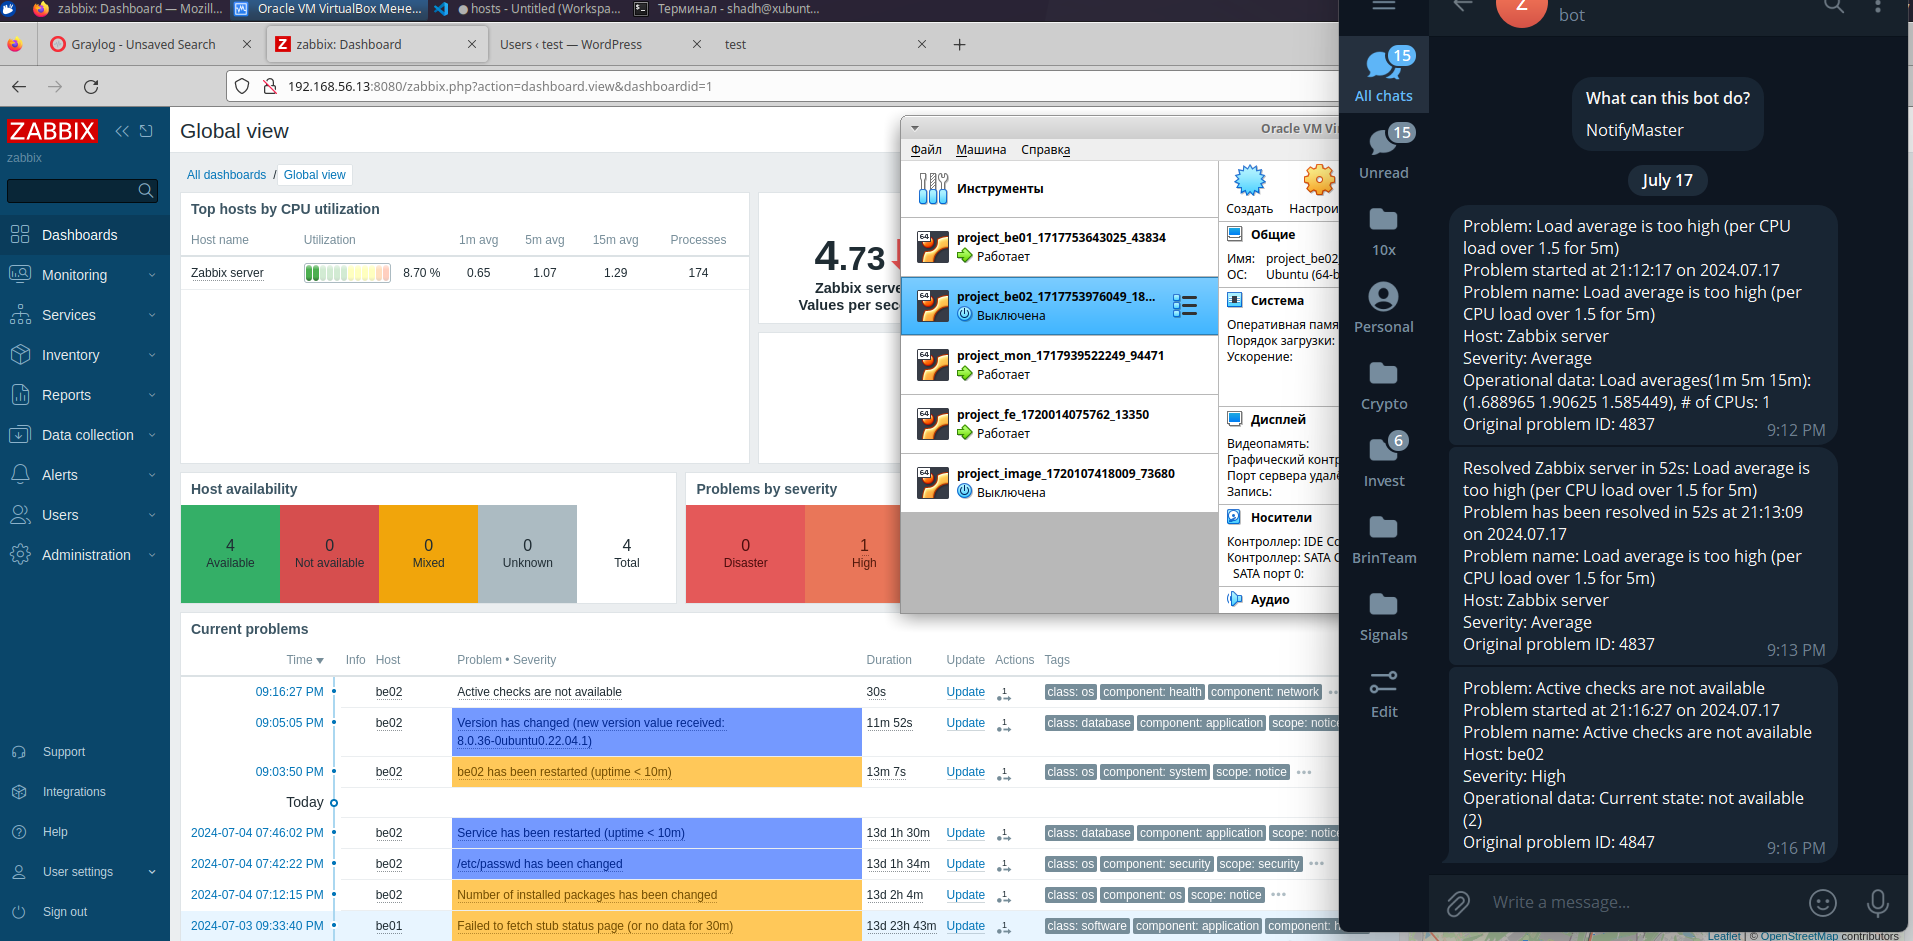 zabbix: Dashboard — Mozill...
Oracle VM VirtualBox Мене...
hosts - Untitled (Workspa...
Терминал - shadh@xubunt...
Graylog - Unsaved Search
zabbix: Dashboard
Users ‹ test — WordPress
test
192.168.56.13:8080/zabbix.php?action=dashboard.view&dashboardid=1
ZABBIX
zabbix
Dashboards
Monitoring
Services
Inventory
Reports
Data collection
Alerts
Users
Administration
Support
Integrations
Help
User settings
Sign out
Global view
All dashboards / Global view
Top hosts by CPU utilization
Host name Utilization 1m avg 5m avg 15m avg Processes
Zabbix server 8.70 % 0.65 1.07 1.29 174
4.73
Zabbix serve
Values per sec
Host availability
4 Available
0 Not available
0 Mixed
0 Unknown
4 Total
Problems by severity
0 Disaster
1 High
Current problems
Time Info Host Problem • Severity Duration Update Actions Tags
09:16:27 PM be02 Active checks are not available 30s Update 1 class: os component: health component: network
09:05:05 PM be02 Version has changed (new version value received: 8.0.36-0ubuntu0.22.04.1) 11m 52s Update 1 class: database component: application scope: notice
09:03:50 PM be02 be02 has been restarted (uptime < 10m) 13m 7s Update 1 class: os component: system scope: notice
Today
2024-07-04 07:46:02 PM be02 Service has been restarted (uptime < 10m) 13d 1h 30m Update 1 class: database component: application scope: notice
2024-07-04 07:42:22 PM be02 /etc/passwd has been changed 13d 1h 34m Update 1 class: os component: security scope: security
2024-07-04 07:12:15 PM be02 Number of installed packages has been changed 13d 2h 4m Update 1 class: os component: os scope: notice
2024-07-03 09:33:40 PM be01 Failed to fetch stub status page (or no data for 30m) 13d 23h 43m Update 1 class: software component: application component: h
Oracle VM Vi
Файл Машина Справка
Инструменты
64 project_be01_1717753643025_43834
Работает
64 project_be02_1717753976049_18...
Выключена
64 project_mon_1717939522249_94471
Работает
64 project_fe_1720014075762_13350
Работает
64 project_image_1720107418009_73680
Выключена
Создать Настрои
Общие
Имя: project_be02
ОС: Ubuntu (64-b
Система
Оперативная памя
Порядок загрузки:
Ускорение:
Дисплей
Видеопамять:
Графический контр
Порт сервера удал
Запись:
Носители
Контроллер: IDE Co
Контроллер: SATA C
SATA порт 0:
Аудио
15
All chats
15
Unread
10x
Personal
Crypto
6
Invest
BrinTeam
Signals
Edit
Z
bot
What can this bot do?
NotifyMaster
July 17
Problem: Load average is too high (per CPU
load over 1.5 for 5m)
Problem started at 21:12:17 on 2024.07.17
Problem name: Load average is too high (per
CPU load over 1.5 for 5m)
Host: Zabbix server
Severity: Average
Operational data: Load averages(1m 5m 15m):
(1.688965 1.90625 1.585449), # of CPUs: 1
Original problem ID: 4837
9:12 PM
Resolved Zabbix server in 52s: Load average is
too high (per CPU load over 1.5 for 5m)
Problem has been resolved in 52s at 21:13:09
on 2024.07.17
Problem name: Load average is too high (per
CPU load over 1.5 for 5m)
Host: Zabbix server
Severity: Average
Original problem ID: 4837
9:13 PM
Problem: Active checks are not available
Problem started at 21:16:27 on 2024.07.17
Problem name: Active checks are not available
Host: be02
Severity: High
Operational data: Current state: not available
(2)
Original problem ID: 4847
9:16 PM
Write a message...
Leaflet | © OpenStreetMap contributors